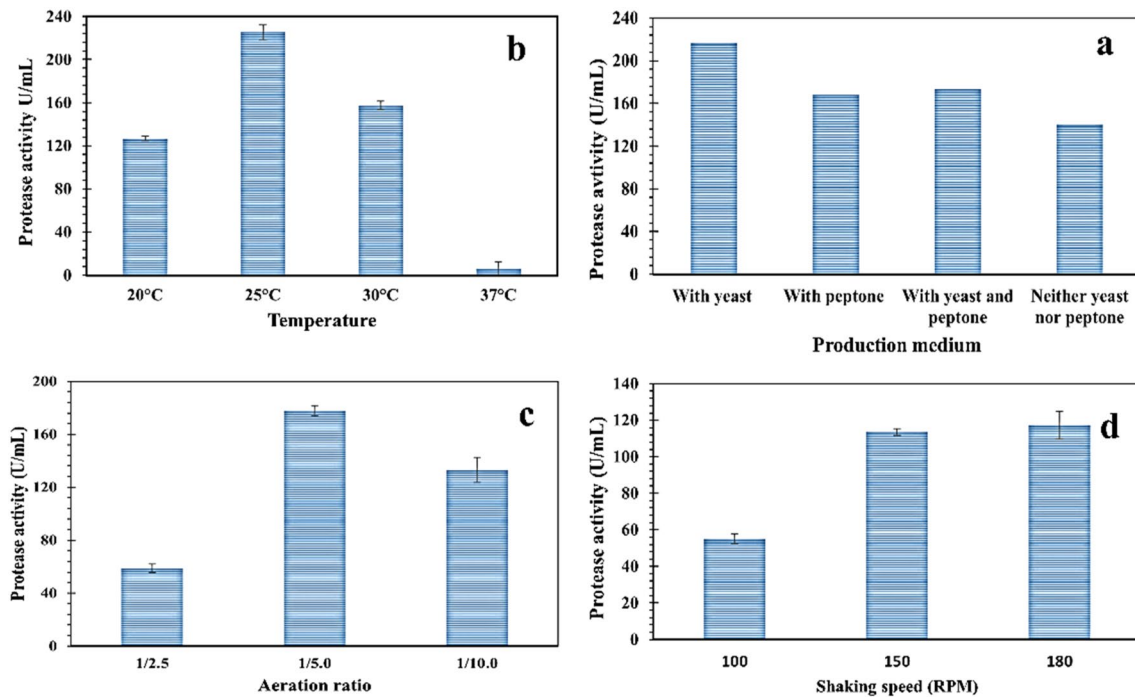 Protease activity U/mL
240
200
160
120
80
40
0
b
20°C 25°C 30°C 37°C
Temperature
Protease avtivity (U/mL)
240
200
160
120
80
40
0
a
With yeast With peptone With yeast and Neither yeast
peptone nor peptone
Production medium
Protease activity (U/mL)
200
160
120
80
40
0
c
1/2.5 1/5.0 1/10.0
Aeration ratio
Protease activity (U/mL)
140
120
100
80
60
40
20
0
d
100 150 180
Shaking speed (RPM)